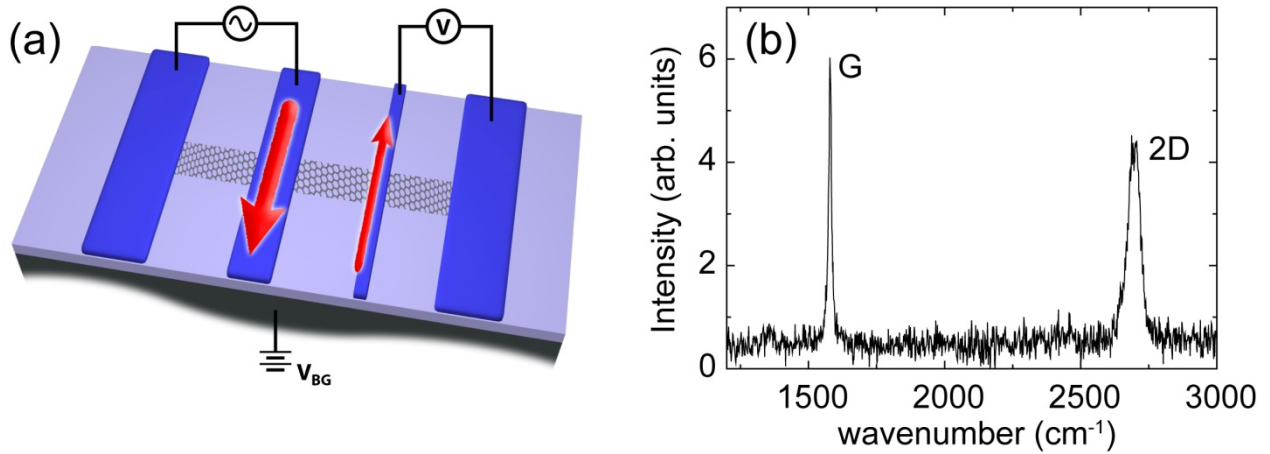 (a)
V
V_BG
(b)
G
2D
6
4
2
0
Intensity (arb. units)
1500 2000 2500 3000
wavenumber (cm⁻¹)